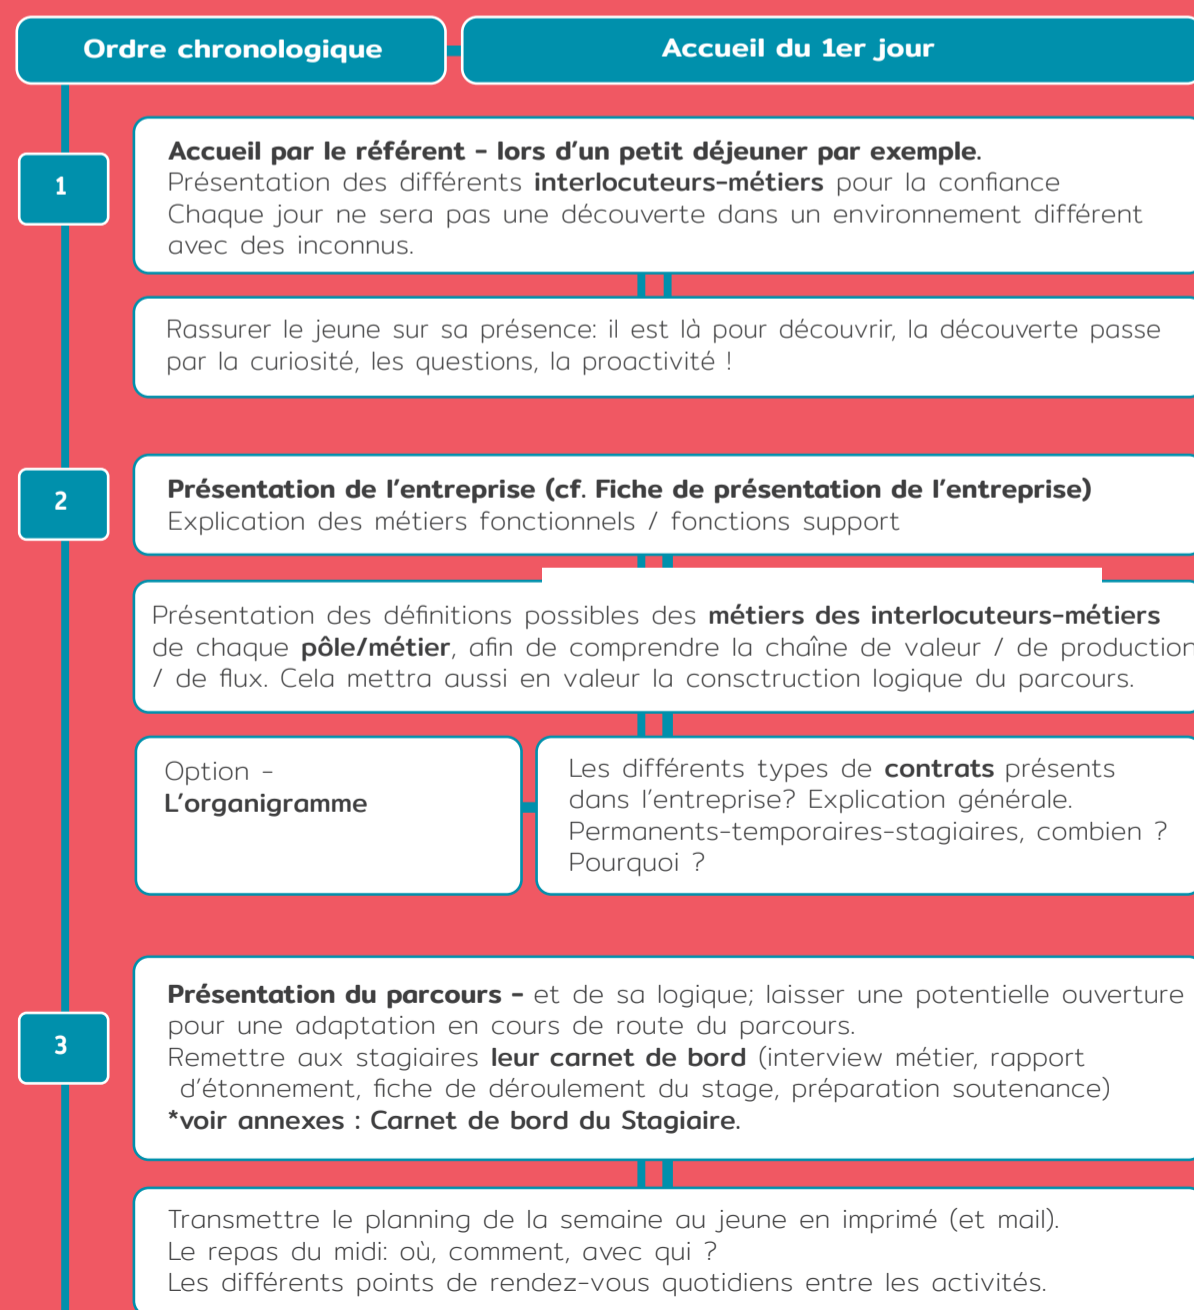 Ordre chronologique
Accueil du 1er jour
1
Accueil par le référent - lors d'un petit déjeuner par exemple.
Présentation des différents interlocuteurs-métiers pour la confiance
Chaque jour ne sera pas une découverte dans un environnement différent
avec des inconnus.
Rassurer le jeune sur sa présence: il est là pour découvrir, la découverte passe
par la curiosité, les questions, la proactivité !
2
Présentation de l'entreprise (cf. Fiche de présentation de l'entreprise)
Explication des métiers fonctionnels / fonctions support
Présentation des définitions possibles des métiers des interlocuteurs-métiers
de chaque pôle/métier, afin de comprendre la chaîne de valeur / de production
/ de flux. Cela mettra aussi en valeur la consctruction logique du parcours.
Option -
L'organigramme
Les différents types de contrats présents
dans l'entreprise? Explication générale.
Permanents-temporaires-stagiaires, combien ?
Pourquoi ?
3
Présentation du parcours - et de sa logique; laisser une potentielle ouverture
pour une adaptation en cours de route du parcours.
Remettre aux stagiaires leur carnet de bord (interview métier, rapport
d'étonnement, fiche de déroulement du stage, préparation soutenance)
*voir annexes : Carnet de bord du Stagiaire.
Transmettre le planning de la semaine au jeune en imprimé (et mail).
Le repas du midi: où, comment, avec qui ?
Les différents points de rendez-vous quotidiens entre les activités.